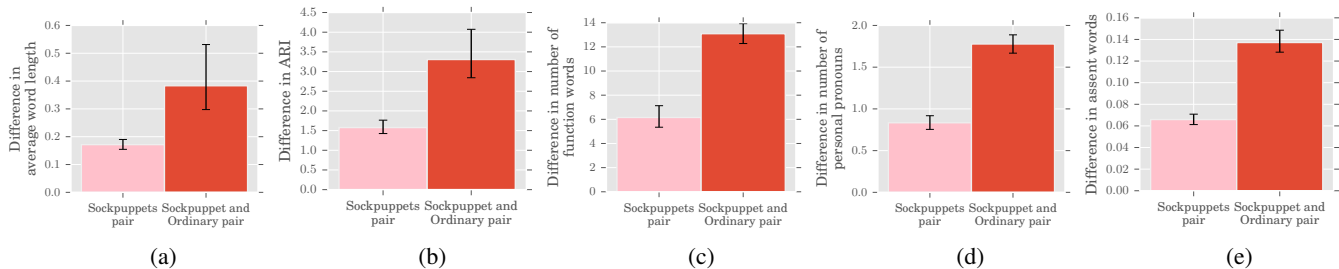 Difference in
average word length
0.6
0.5
0.4
0.3
0.2
0.1
0.0
Sockpuppets
pair
Sockpuppet and
Ordinary pair
(a)
Difference in ARI
4.5
4.0
3.5
3.0
2.5
2.0
1.5
1.0
0.5
0.0
Sockpuppets
pair
Sockpuppet and
Ordinary pair
(b)
Difference in number of
function words
14
12
10
8
6
4
2
0
Sockpuppets
pair
Sockpuppet and
Ordinary pair
(c)
Difference in number of
personal pronouns
2.0
1.5
1.0
0.5
0.0
Sockpuppets
pair
Sockpuppet and
Ordinary pair
(d)
Difference in assent words
0.16
0.14
0.12
0.10
0.08
0.06
0.04
0.02
0.00
Sockpuppets
pair
Sockpuppet and
Ordinary pair
(e)